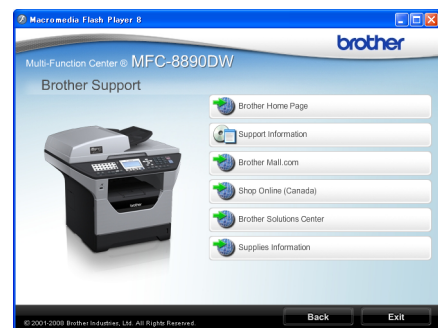 Macromedia Flash Player 8
brother
Multi-Function Center ® MFC-8890DW
Brother Support
Brother Home Page
Support Information
Brother Mall.com
Shop Online (Canada)
Brother Solutions Center
Supplies Information
© 2001-2008 Brother Industries, Ltd. All Rights Reserved.
Back Exit